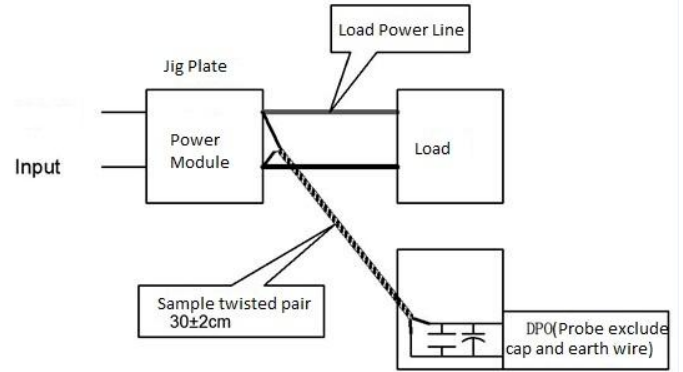 Load Power Line
Jig Plate
Power
Module
Load
Input
Sample twisted pair
30±2cm
DPO(Probe exclude
cap and earth wire)